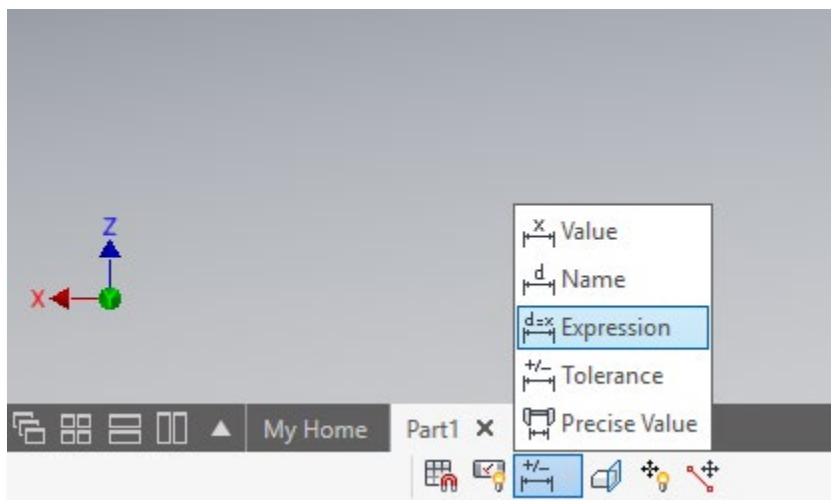 Z
X
Y
x Value
d Name
d=x Expression
+/- Tolerance
Precise Value
My Home
Part1
+/-